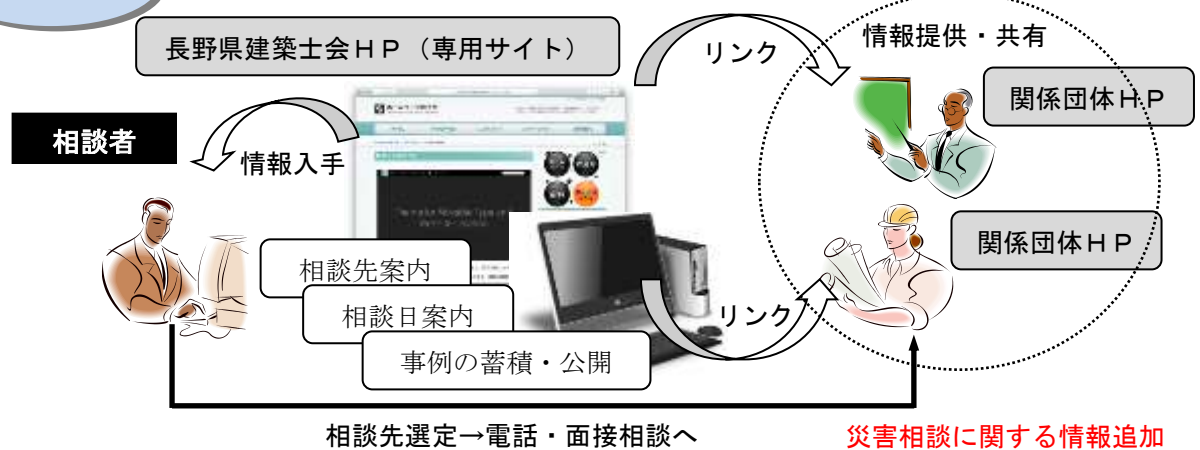 長野県建築士会ＨＰ（専用サイト）
リンク
情報提供・共有
関係団体ＨＰ
相談者
情報入手
関係団体ＨＰ
相談先案内
相談日案内
リンク
事例の蓄積・公開
相談先選定→電話・面接相談へ
災害相談に関する情報追加